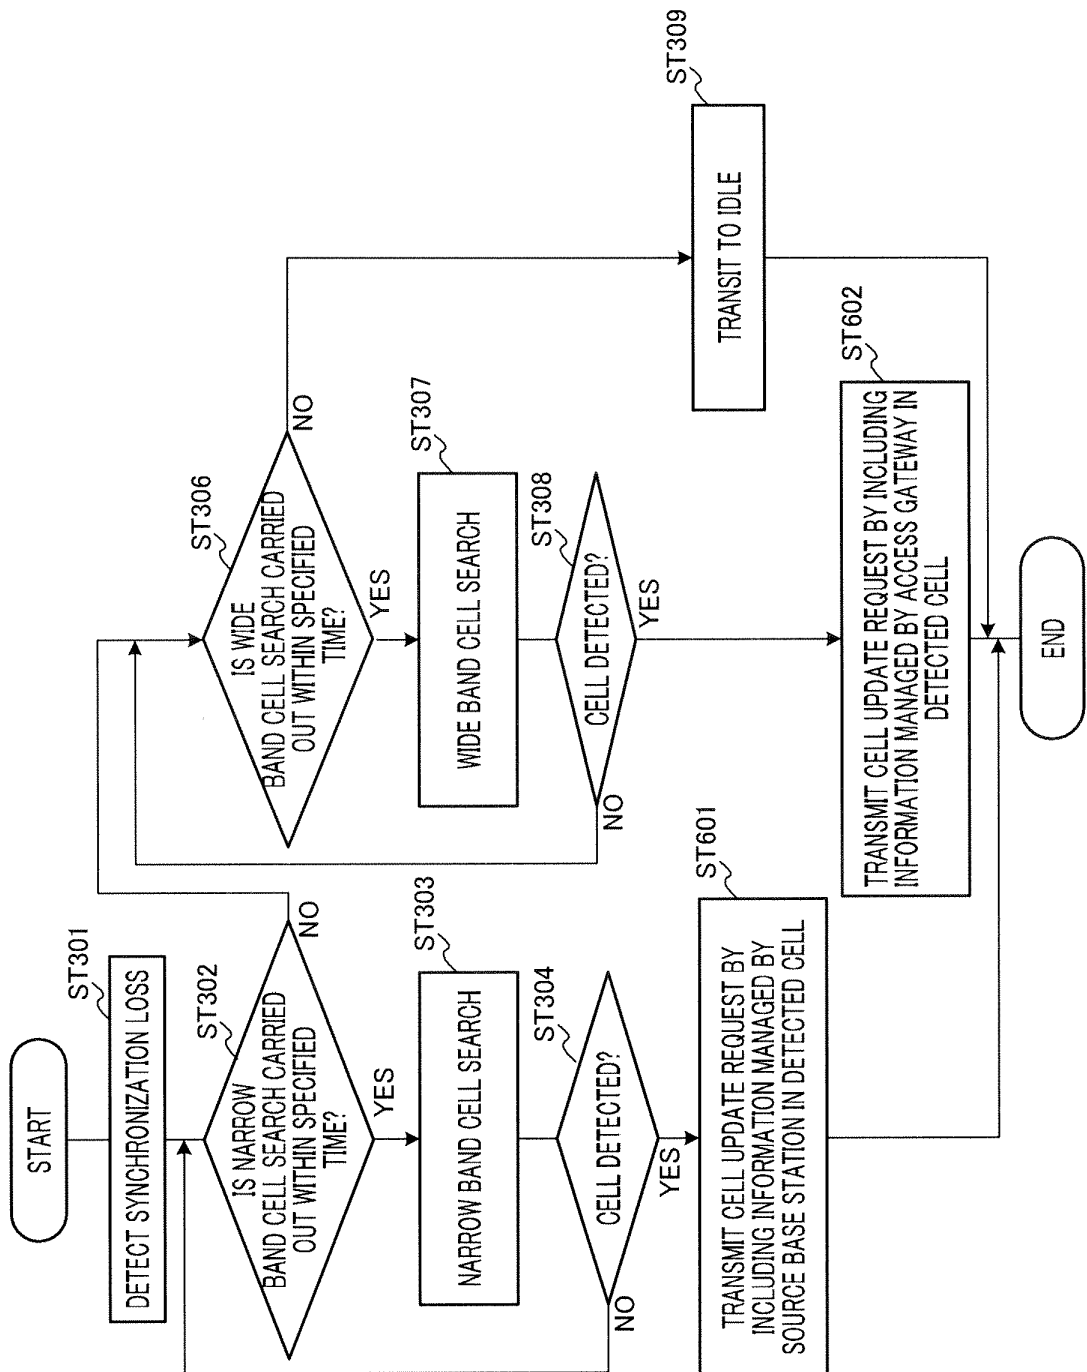 START
ST301
DETECT SYNCHRONIZATION LOSS
ST302
IS NARROW
BAND CELL SEARCH CARRIED
OUT WITHIN SPECIFIED
TIME?
NO
YES
ST303
NARROW BAND CELL SEARCH
ST304
CELL DETECTED?
NO
YES
ST601
TRANSMIT CELL UPDATE REQUEST BY
INCLUDING INFORMATION MANAGED BY
SOURCE BASE STATION IN DETECTED CELL
ST306
IS WIDE
BAND CELL SEARCH CARRIED
OUT WITHIN SPECIFIED
TIME?
NO
YES
ST307
WIDE BAND CELL SEARCH
ST308
CELL DETECTED?
NO
YES
ST602
TRANSMIT CELL UPDATE REQUEST BY INCLUDING
INFORMATION MANAGED BY ACCESS GATEWAY IN
DETECTED CELL
ST309
TRANSIT TO IDLE
END